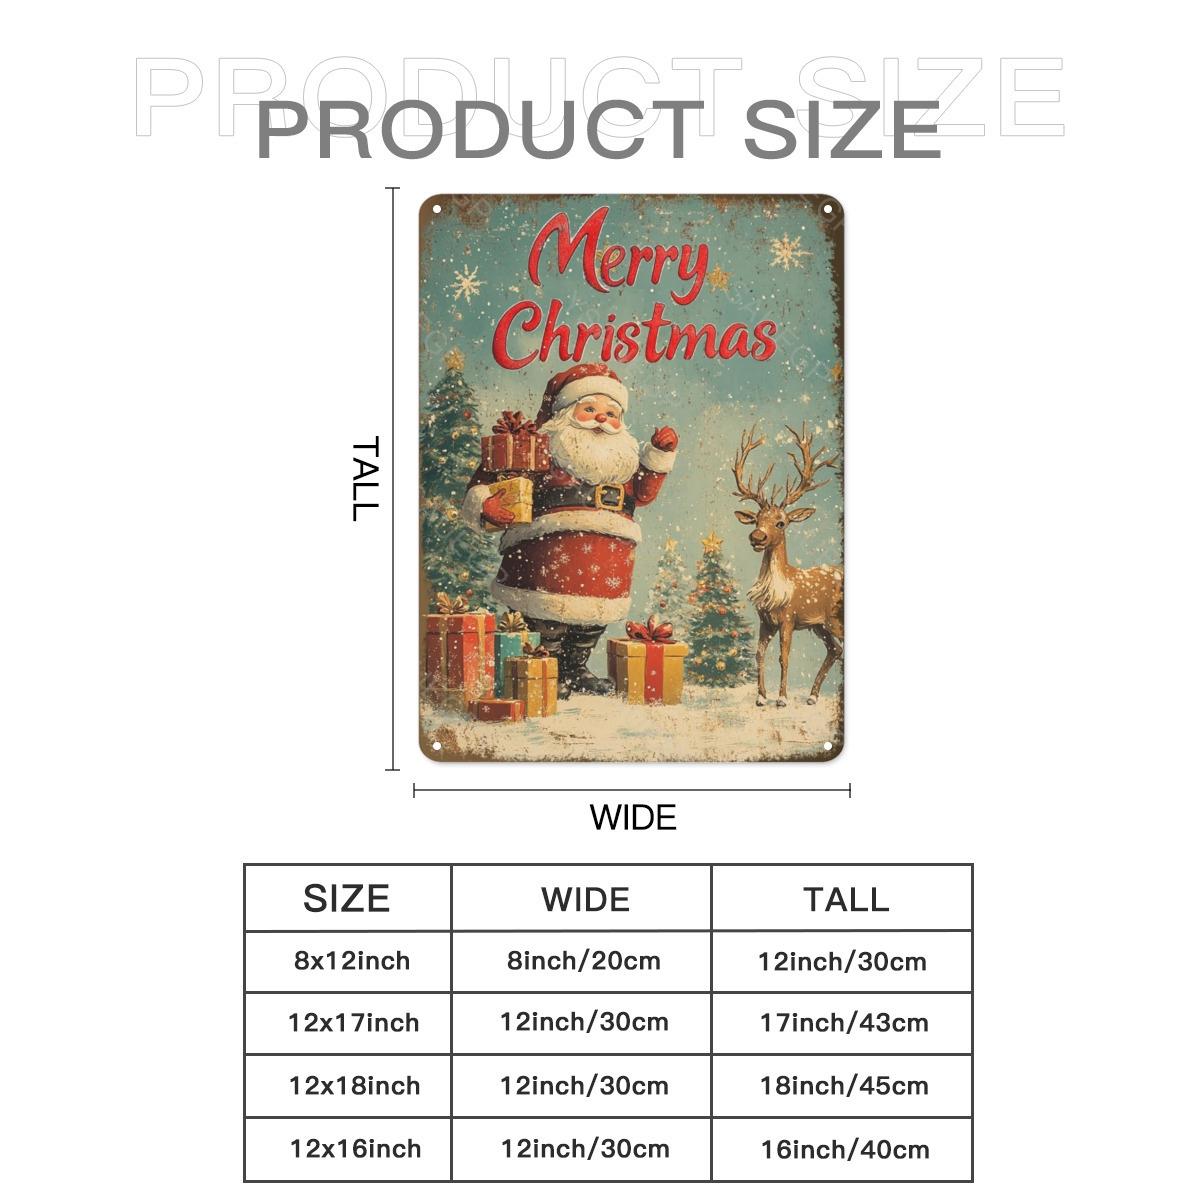 PRODUCT SIZE
PRODUCT SIZE
Merry
Christmas
TALL
WIDE
SIZE WIDE TALL
8x12inch 8inch/20cm 12inch/30cm
12x17inch 12inch/30cm 17inch/43cm
12x18inch 12inch/30cm 18inch/45cm
12x16inch 12inch/30cm 16inch/40cm